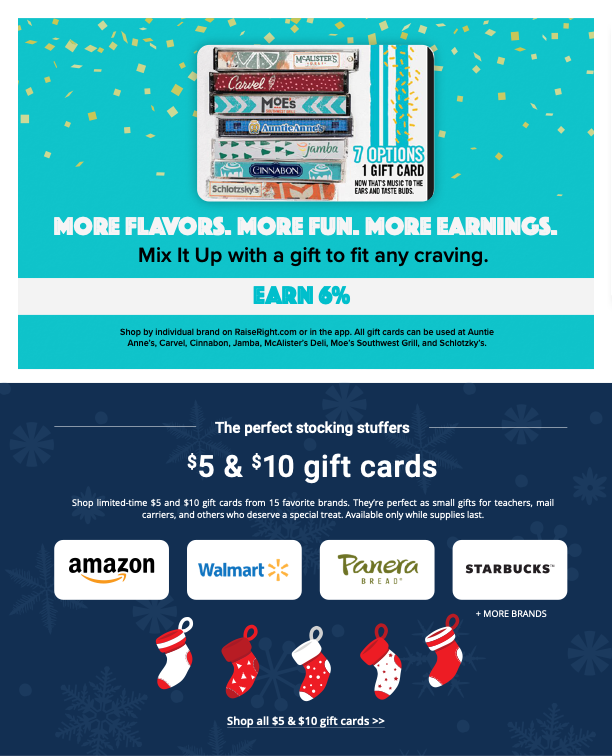 McALISTER'S
DELI
Carvel
MOE'S
SOUTHWEST GRILL
AuntieAnne's
jamba
CINNABON
Schlotzsky's
7 OPTIONS
1 GIFT CARD
NOW THAT'S MUSIC TO THE
EARS AND TASTE BUDS.
MORE FLAVORS. MORE FUN. MORE EARNINGS.
Mix It Up with a gift to fit any craving.
EARN 6%
Shop by individual brand on RaiseRight.com or in the app. All gift cards can be used at Auntie
Anne's, Carvel, Cinnabon, Jamba, McAlister's Deli, Moe's Southwest Grill, and Schlotzky's.
The perfect stocking stuffers
$5 & $10 gift cards
Shop limited-time $5 and $10 gift cards from 15 favorite brands. They're perfect as small gifts for teachers, mail
carriers, and others who deserve a special treat. Available only while supplies last.
amazon
Walmart
Panera
BREAD®
STARBUCKS™
+ MORE BRANDS
Shop all $5 & $10 gift cards >>